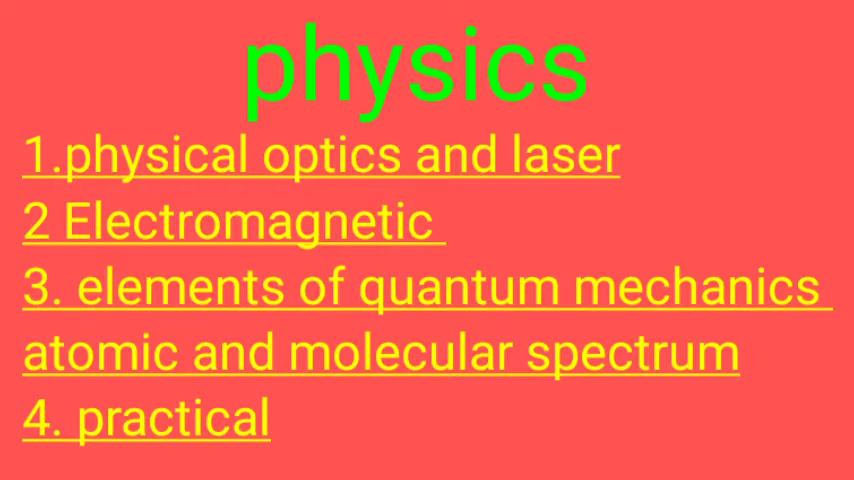 physics
1.physical optics and laser
2 Electromagnetic
3. elements of quantum mechanics
atomic and molecular spectrum
4. practical